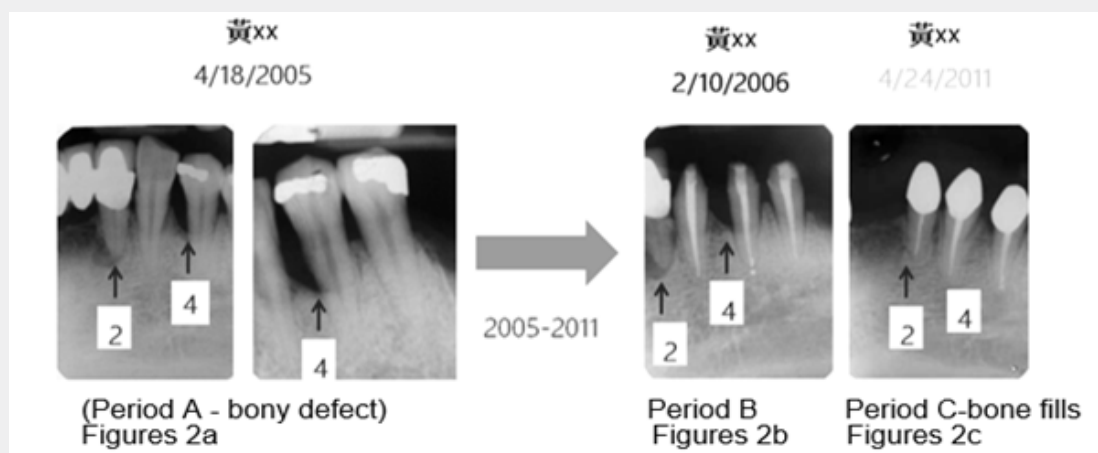 黃xx
4/18/2005
黃xx
2/10/2006
黃xx
4/24/2011
2
4
4
2005-2011
2
4
2
4
(Period A - bony defect)
Figures 2a
Period B
Figures 2b
Period C-bone fills
Figures 2c